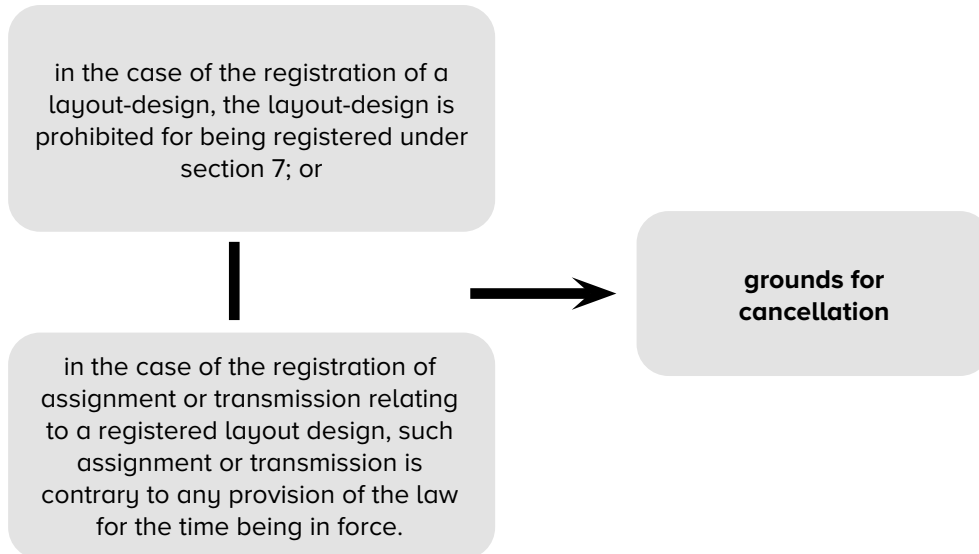 in the case of the registration of a
layout-design, the layout-design is
prohibited for being registered under
section 7; or
grounds for
cancellation
in the case of the registration of
assignment or transmission relating
to a registered layout design, such
assignment or transmission is
contrary to any provision of the law
for the time being in force.